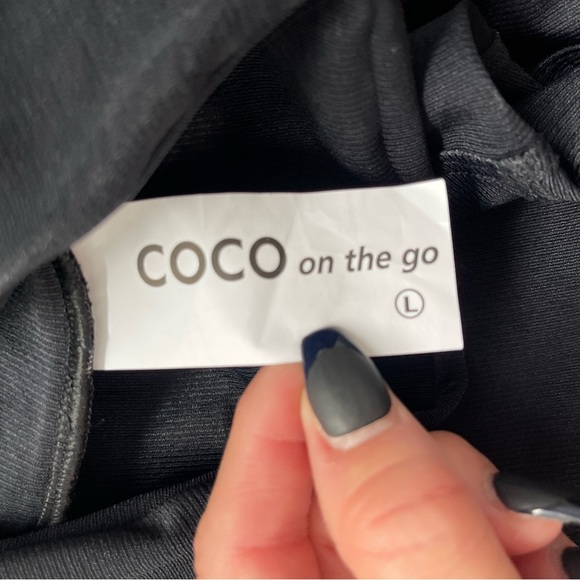 COCO on the go
Ⓛ